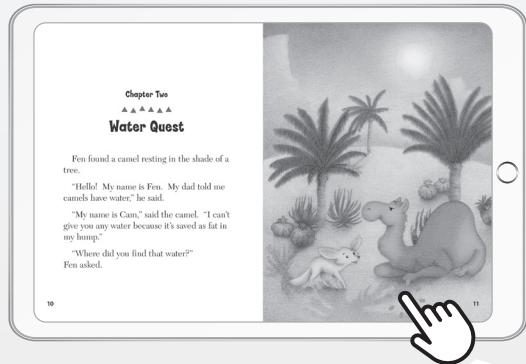 Chapter Two
Water Quest
Fen found a camel resting in the shade of a
tree.
"Hello! My name is Fen. My dad told me
camels have water," he said.
"My name is Cam," said the camel. "I can't
give you any water because it's saved as fat in
my hump."
"Where did you find that water?"
Fen asked.
10
11